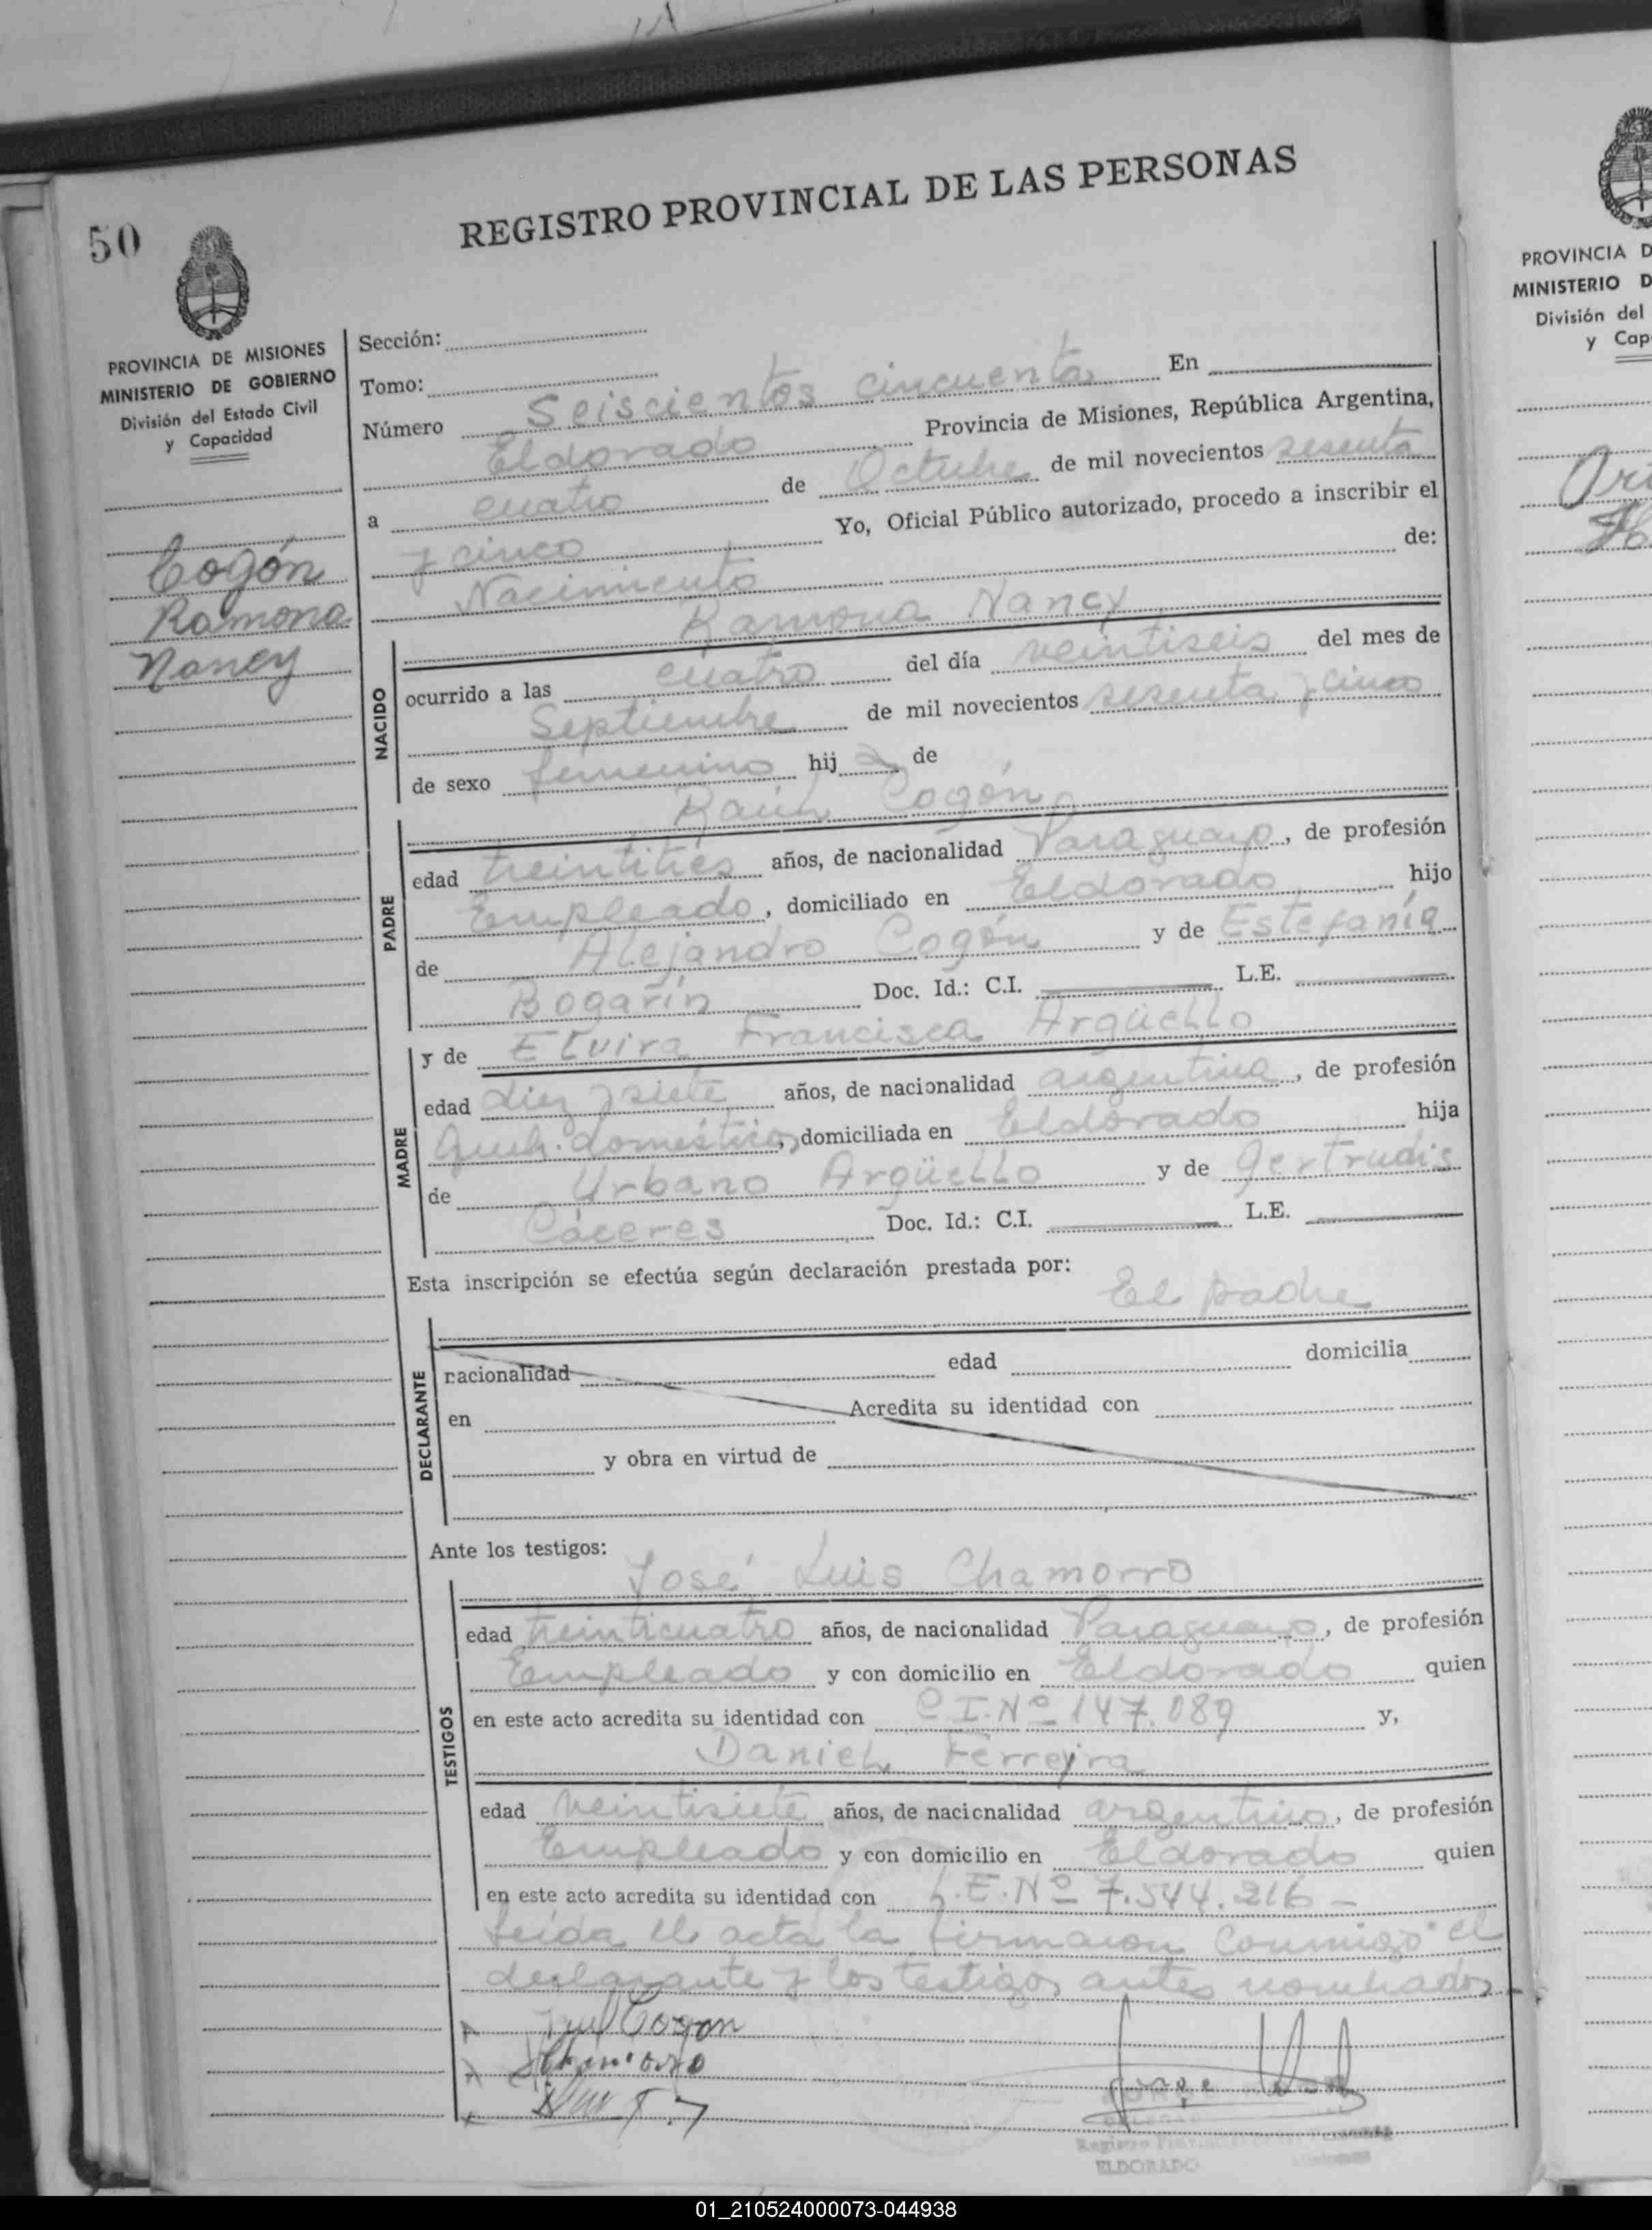 REGISTRO PROVINCIAL DE LAS PERSONAS
50
PROVINCIA DE MISIONES
MINISTERIO DE GOBIERNO
División del Estado Civil
y Capacidad
Cogón
Ramona
Nancy
Sección:
Tomo:
Número Seiscientos cincuenta En
Eldorado Provincia de Misiones, República Argentina,
a cuatro de Octubre de mil novecientos sesenta
y cinco Yo, Oficial Público autorizado, procedo a inscribir el
Nacimiento de:
Ramona Nancy
NACIDO
ocurrido a las cuatro del día veintiseis del mes de
Septiembre de mil novecientos sesenta y cinco
de sexo femenino hija de
Raúl Cogón
PADRE
edad treintitrés años, de nacionalidad Paraguayo, de profesión
Empleado, domiciliado en Eldorado hijo
de Alejandro Cogón y de Estefanía
Bogarín Doc. Id.: C.I. L.E.
MADRE
y de Elvira Francisca Argüello
edad diez y siete años, de nacionalidad argentina, de profesión
Queh. domésticos, domiciliada en Eldorado hija
de Urbano Argüello y de Gertrudis
Cáceres Doc. Id.: C.I. L.E.
Esta inscripción se efectúa según declaración prestada por:
El padre
DECLARANTE
nacionalidad edad domicilia
en Acredita su identidad con
y obra en virtud de
Ante los testigos:
José Luis Chamorro
TESTIGOS
edad treinticuatro años, de nacionalidad Paraguayo, de profesión
Empleado y con domicilio en Eldorado quien
en este acto acredita su identidad con C.I. Nº 147.089 y,
Daniel Ferreyra
edad veintisiete años, de nacionalidad argentino, de profesión
Empleado y con domicilio en Eldorado quien
en este acto acredita su identidad con L.E. Nº 7.544.216 -
Leída el acta la firmaron conmigo el
declarante y los testigos antes nombrados.
Cogon
Chamorro
Jorge
Registro
ELDORADO
PROVINCIA D
MINISTERIO D
División del
y Cap
01_210524000073-044938